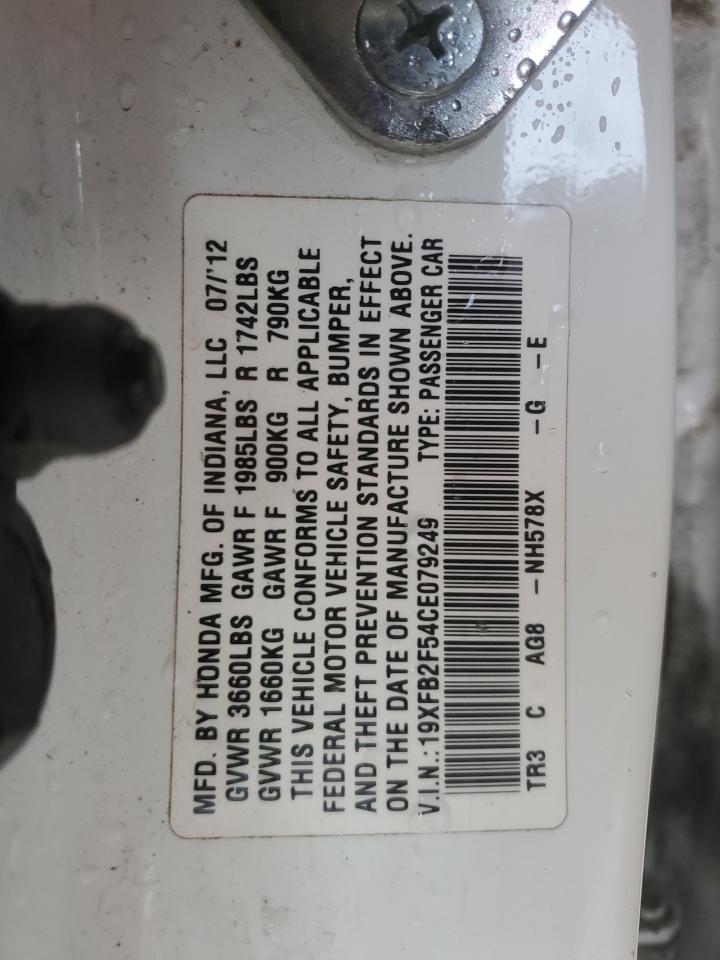 MFD. BY HONDA MFG. OF INDIANA, LLC 07/'12
GVWR 3660LBS GAWR F 1985LBS R 1742LBS
GVWR 1660KG GAWR F 900KG R 790KG
THIS VEHICLE CONFORMS TO ALL APPLICABLE
FEDERAL MOTOR VEHICLE SAFETY, BUMPER,
AND THEFT PREVENTION STANDARDS IN EFFECT
ON THE DATE OF MANUFACTURE SHOWN ABOVE.
V.I.N.:19XFB2F54CE079249 TYPE: PASSENGER CAR
TR3 C AG8 -NH578X -G -E